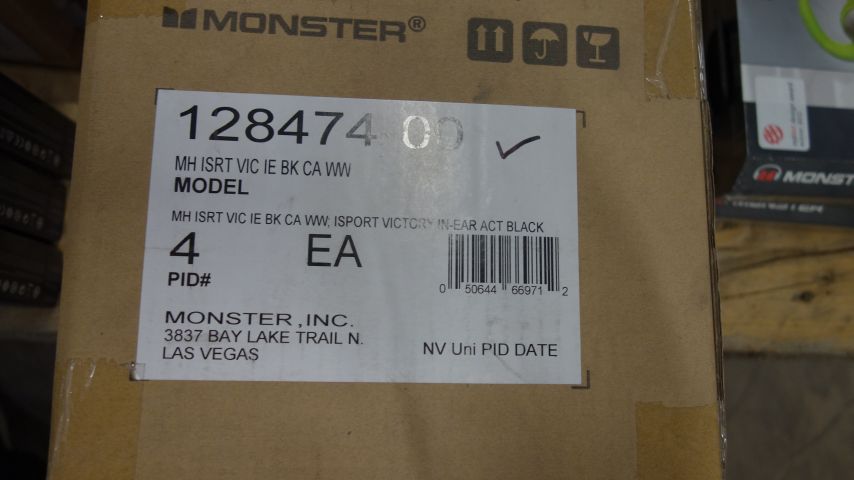 MONSTER®
128474 00
MH ISRT VIC IE BK CA WW
MODEL
MH ISRT VIC IE BK CA WW; ISPORT VICTORY IN-EAR ACT BLACK
4 EA
PID#
0 50644 66971 2
MONSTER, INC.
3837 BAY LAKE TRAIL N.
LAS VEGAS
NV Uni PID DATE
MONST